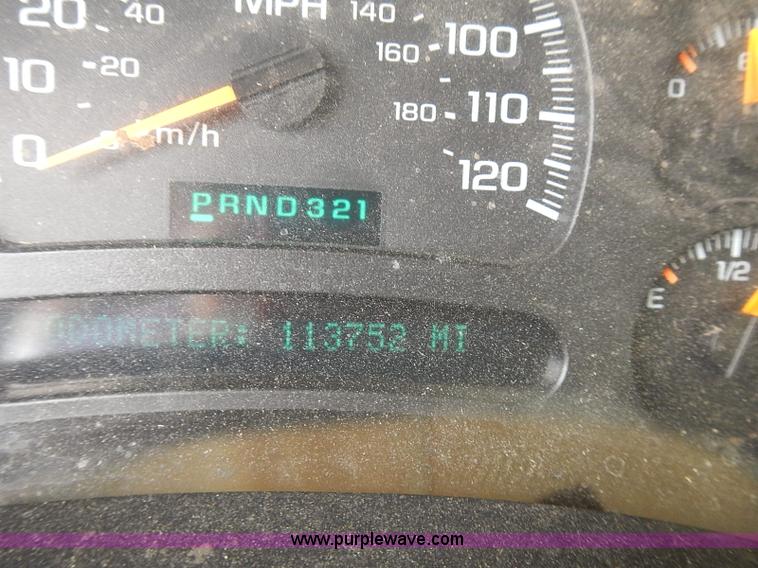 20 40 MPH 140 100
160
10 20
180 110
0 km/h
120
PRND321
0
1/2
E
ODOMETER: 113752 MI
www.purplewave.com